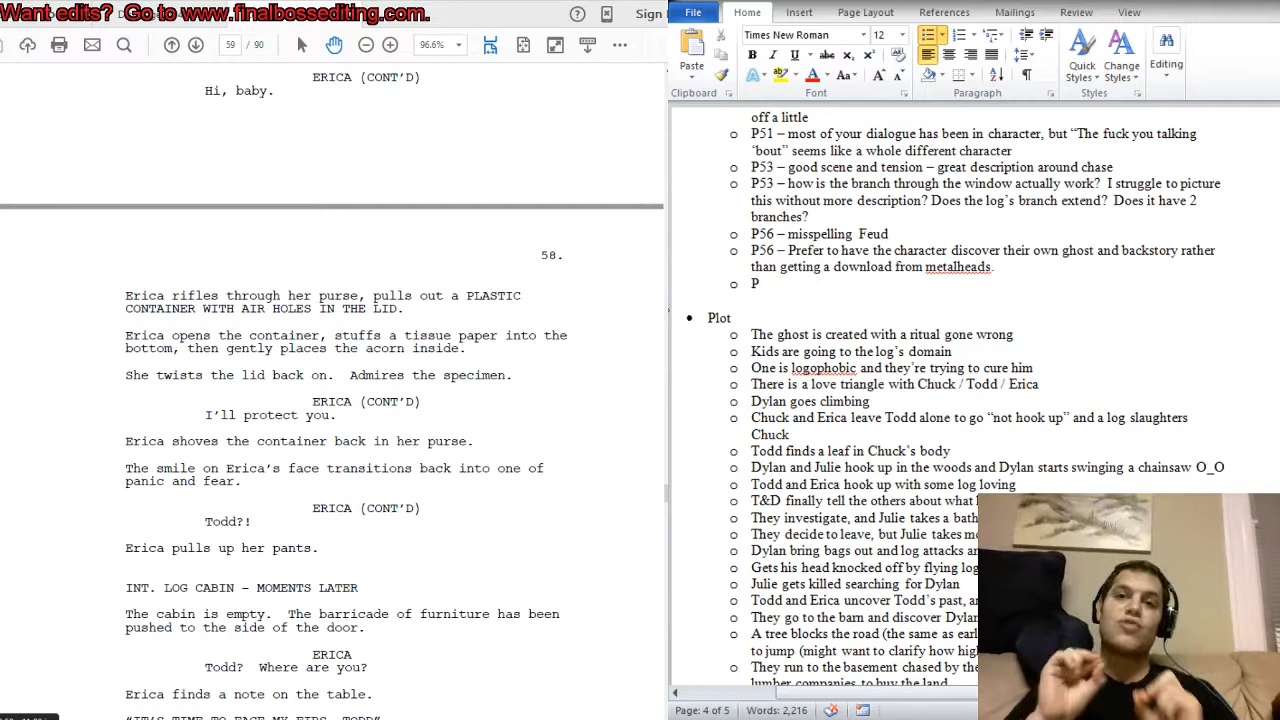 Want edits?  Go to www.finalbossediting.com.
Sign
59 / 90
96.6%
ERICA (CONT'D)
Hi, baby.
58.
Erica rifles through her purse, pulls out a PLASTIC
CONTAINER WITH AIR HOLES IN THE LID.
Erica opens the container, stuffs a tissue paper into the
bottom, then gently places the acorn inside.
She twists the lid back on.  Admires the specimen.
ERICA (CONT'D)
I'll protect you.
Erica shoves the container back in her purse.
The smile on Erica's face transitions back into one of
panic and fear.
ERICA (CONT'D)
Todd?!
Erica pulls up her pants.
INT. LOG CABIN – MOMENTS LATER
The cabin is empty.  The barricade of furniture has been
pushed to the side of the door.
ERICA
Todd?  Where are you?
Erica finds a note on the table.
"IT'S TIME TO FACE MY FIRS. TODD"
File Home Insert Page Layout References Mailings Review View
Times New Roman 12
Paste
Quick Styles
Change Styles
Editing
Clipboard Font Paragraph Styles
off a little
o P51 – most of your dialogue has been in character, but "The fuck you talking
'bout" seems like a whole different character
o P53 – good scene and tension – great description around chase
o P53 – how is the branch through the window actually work?  I struggle to picture
this without more description? Does the log's branch extend?  Does it have 2
branches?
o P56 – misspelling  Feud
o P56 – Prefer to have the character discover their own ghost and backstory rather
than getting a download from metalheads.
o P
• Plot
o The ghost is created with a ritual gone wrong
o Kids are going to the log's domain
o One is logophobic and they're trying to cure him
o There is a love triangle with Chuck / Todd / Erica
o Dylan goes climbing
o Chuck and Erica leave Todd alone to go "not hook up" and a log slaughters
Chuck
o Todd finds a leaf in Chuck's body
o Dylan and Julie hook up in the woods and Dylan starts swinging a chainsaw O_O
o Todd and Erica hook up with some log loving
o T&D finally tell the others about what
o They investigate, and Julie takes a bath
o They decide to leave, but Julie takes
o Dylan bring bags out and log attacks
o Gets his head knocked off by flying log
o Julie gets killed searching for Dylan
o Todd and Erica uncover Todd's past,
o They go to the barn and discover Dylan
o A tree blocks the road (the same as
to jump (might want to clarify how
o They run to the basement chased by the
lumber companies to buy the land
Page: 4 of 5 Words: 2,216